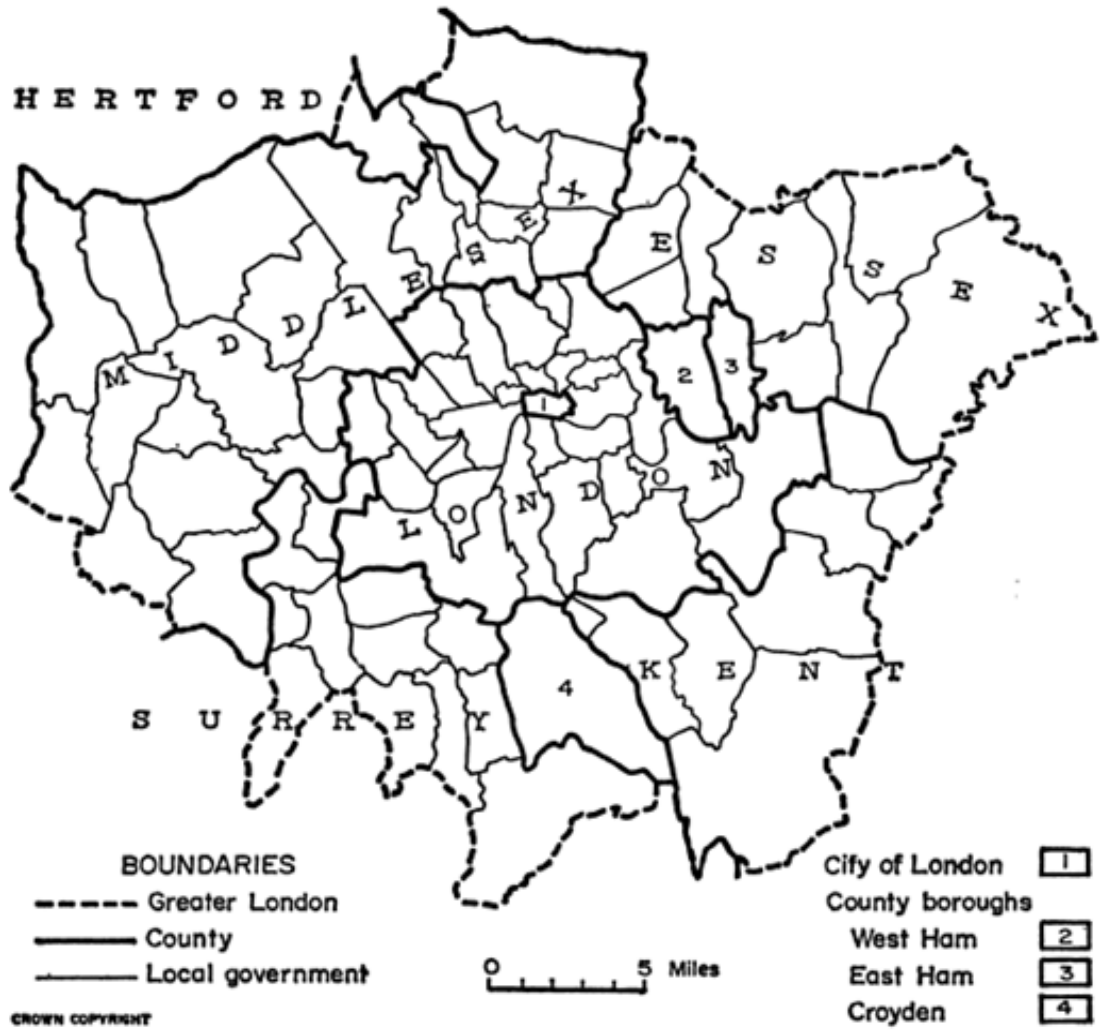 HERTFORD
MIDDLESEX
ESSEX
1
2
3
LONDON
4
KENT
SURREY
BOUNDARIES
Greater London
County
Local government
0 5 Miles
City of London 1
County boroughs
West Ham 2
East Ham 3
Croyden 4
CROWN COPYRIGHT